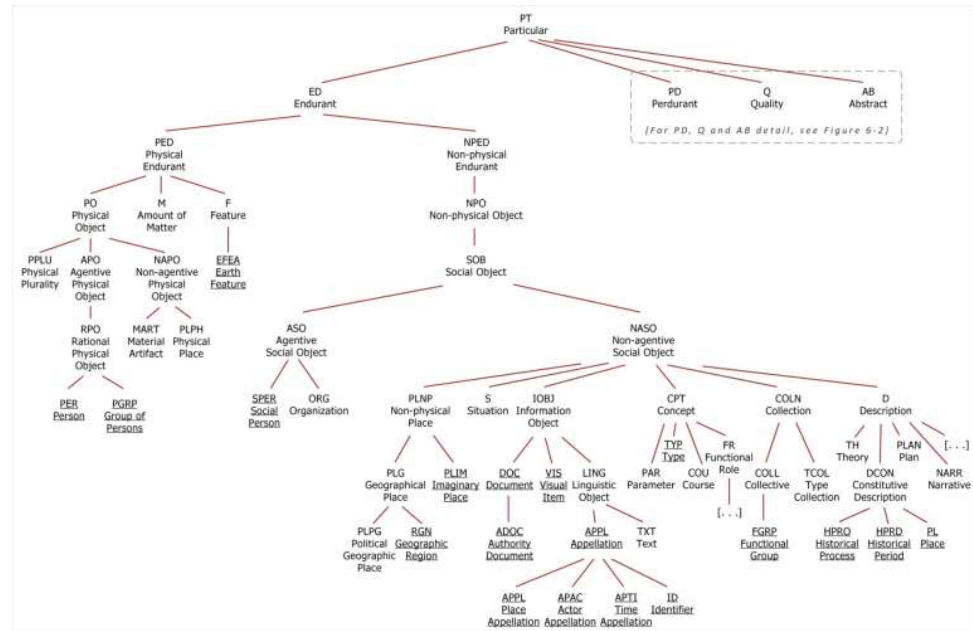 PT
Particular
ED
Endurant
PD
Perdurant
Q
Quality
AB
Abstract
[For PD, Q and AB detail, see Figure 6-2]
PED
Physical
Endurant
NPED
Non-physical
Endurant
PO
Physical
Object
M
Amount of
Matter
F
Feature
NPO
Non-physical Object
PPLU
Physical
Plurality
APO
Agentive
Physical
Object
NAPO
Non-agentive
Physical
Object
EFEA
Earth
Feature
SOB
Social Object
RPO
Rational
Physical
Object
MART
Material
Artifact
PLPH
Physical
Place
ASO
Agentive
Social Object
NASO
Non-agentive
Social Object
PER
Person
PGRP
Group of
Persons
SPER
Social
Person
ORG
Organization
PLNP
Non-physical
Place
S
Situation
IOBJ
Information
Object
CPT
Concept
COLN
Collection
D
Description
PLG
Geographical
Place
PLIM
Imaginary
Place
DOC
Document
VIS
Visual
Item
LING
Linguistic
Object
PAR
Parameter
TYP
Type
COU
Course
FR
Functional
Role
[...]
COLL
Collective
TCOL
Type
Collection
TH
Theory
DCON
Constitutive
Description
PLAN
Plan
NARR
Narrative
[...]
PLPG
Political
Geographic
Place
RGN
Geographic
Region
ADOC
Authority
Document
APPL
Appellation
TXT
Text
FGRP
Functional
Group
HPRO
Historical
Process
HPRD
Historical
Period
PL
Place
APPL
Place
Appellation
APAC
Actor
Appellation
APTI
Time
Appellation
ID
Identifier